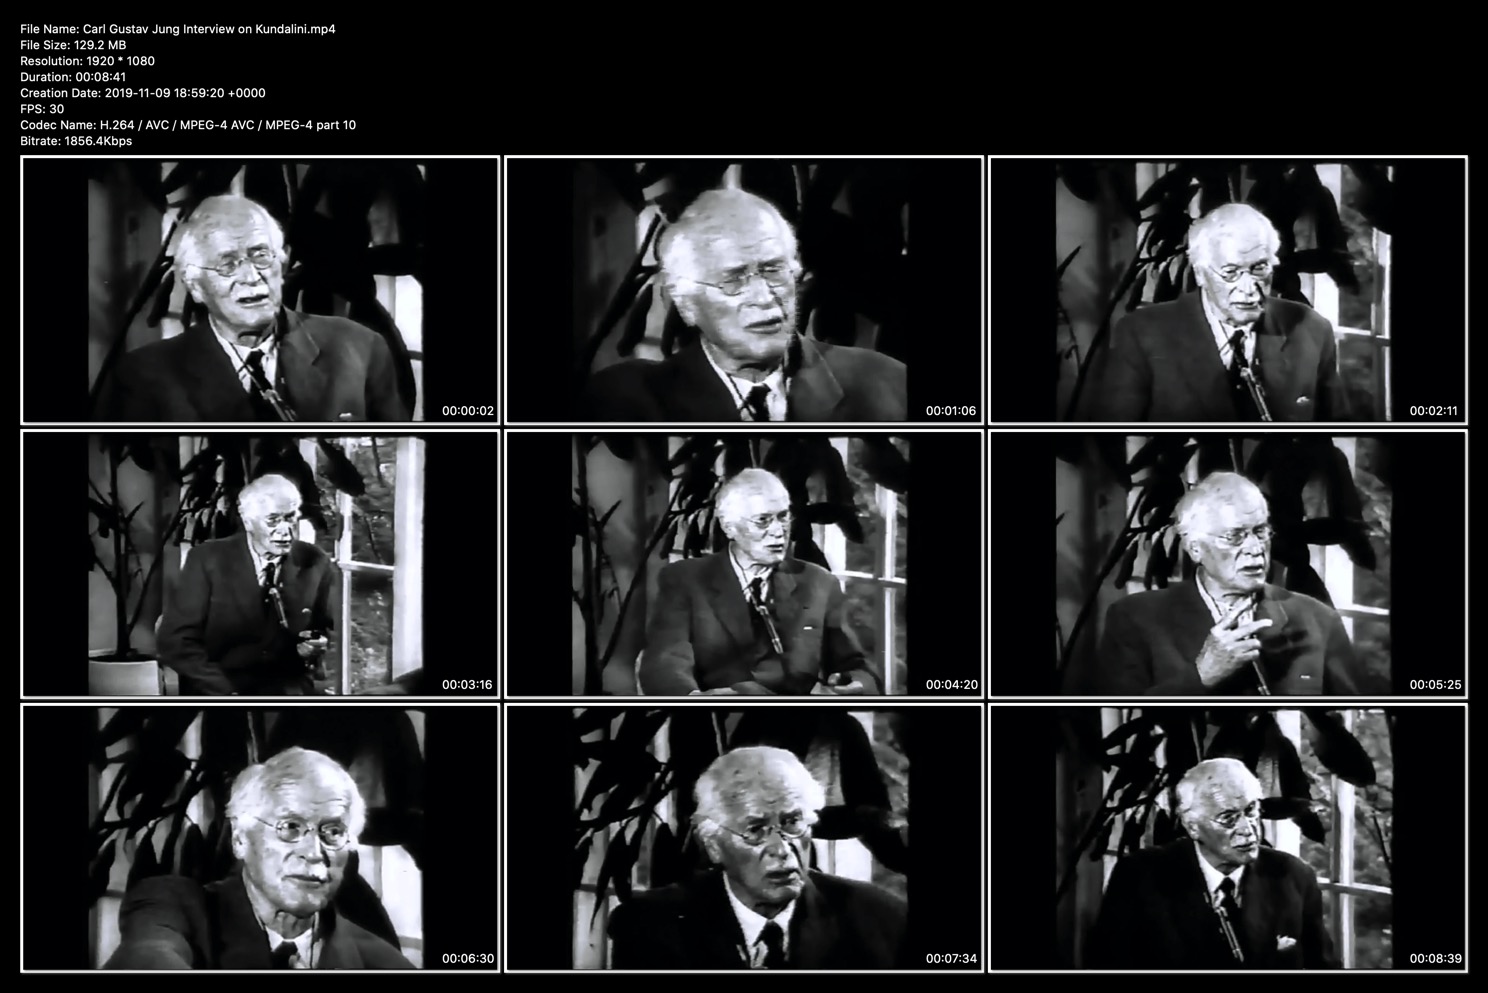 File Name: Carl Gustav Jung Interview on Kundalini.mp4
File Size: 129.2 MB
Resolution: 1920 * 1080
Duration: 00:08:41
Creation Date: 2019-11-09 18:59:20 +0000
FPS: 30
Codec Name: H.264 / AVC / MPEG-4 AVC / MPEG-4 part 10
Bitrate: 1856.4Kbps
00:00:02
00:01:06
00:02:11
00:03:16
00:04:20
00:05:25
00:06:30
00:07:34
00:08:39